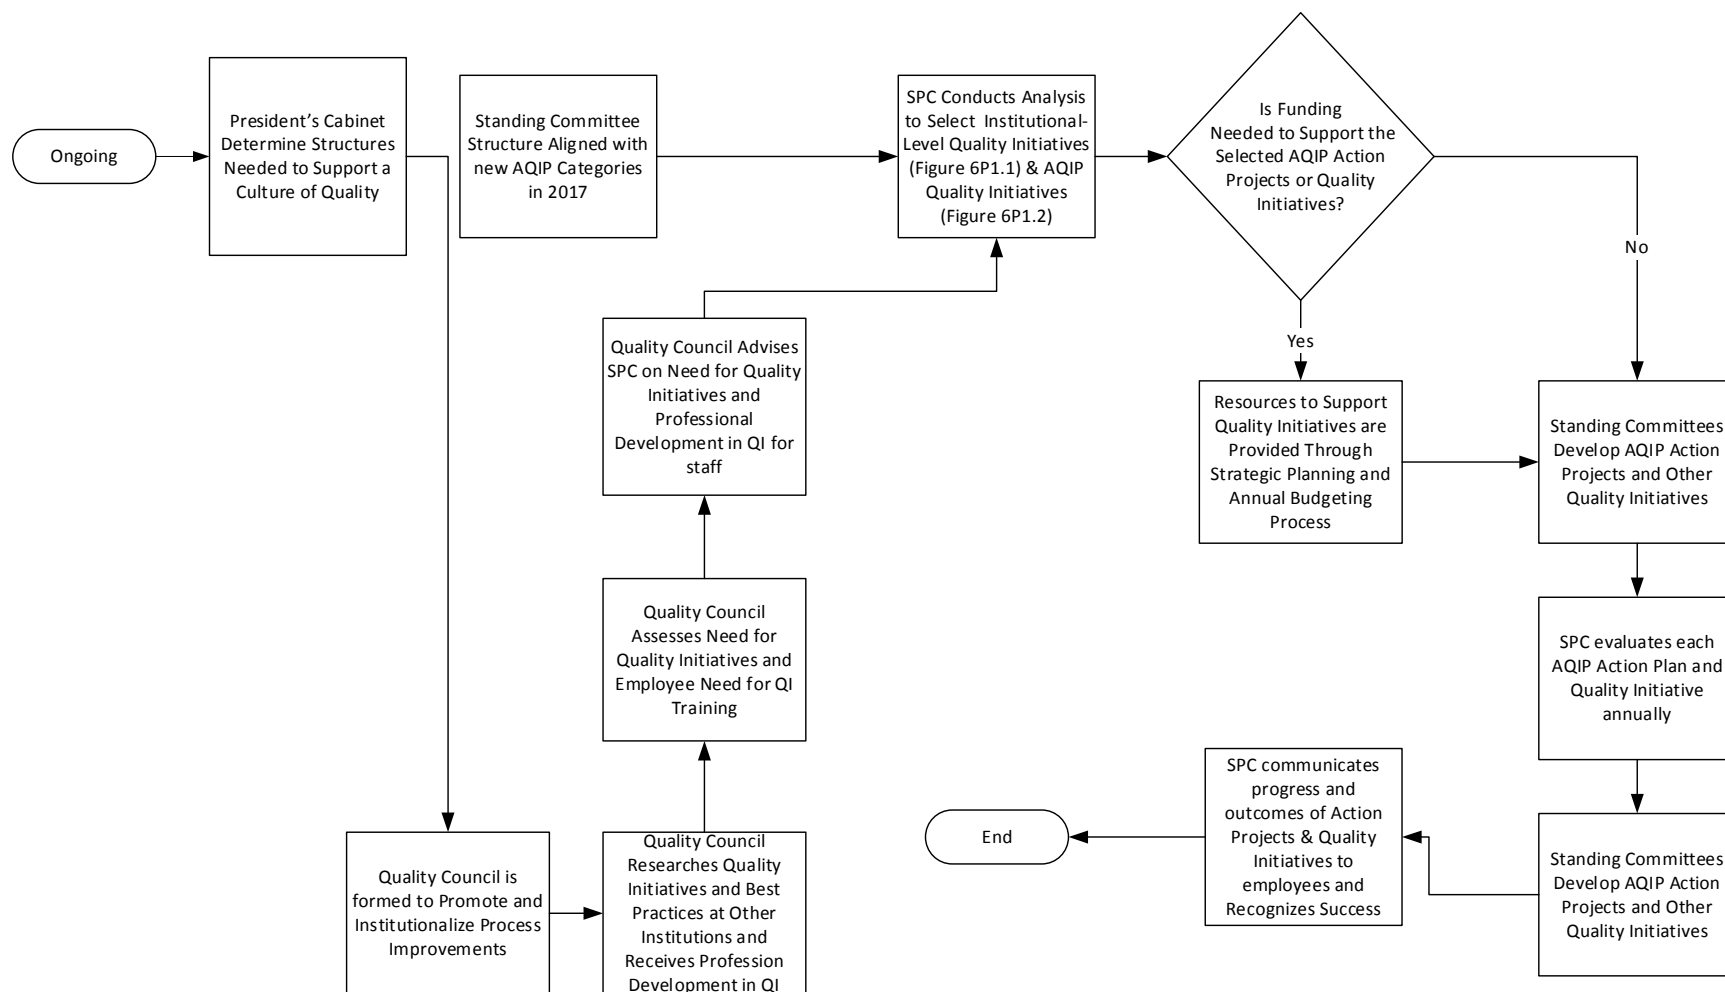 Ongoing
President’s Cabinet
Determine Structures
Needed to Support a
Culture of Quality
Standing Committee
Structure Aligned with
new AQIP Categories
in 2017
SPC Conducts Analysis
to Select Institutional-
Level Quality Initiatives
(Figure 6P1.1) & AQIP
Quality Initiatives
(Figure 6P1.2)
Is Funding
Needed to Support the
Selected AQIP Action
Projects or Quality
Initiatives?
No
Yes
Quality Council Advises
SPC on Need for Quality
Initiatives and
Professional
Development in QI for
staff
Resources to Support
Quality Initiatives are
Provided Through
Strategic Planning and
Annual Budgeting
Process
Standing Committees
Develop AQIP Action
Projects and Other
Quality Initiatives
Quality Council
Assesses Need for
Quality Initiatives and
Employee Need for QI
Training
SPC evaluates each
AQIP Action Plan and
Quality Initiative
annually
Quality Council is
formed to Promote and
Institutionalize Process
Improvements
Quality Council
Researches Quality
Initiatives and Best
Practices at Other
Institutions and
Receives Profession
Development in QI
End
SPC communicates
progress and
outcomes of Action
Projects & Quality
Initiatives to
employees and
Recognizes Success
Standing Committees
Develop AQIP Action
Projects and Other
Quality Initiatives